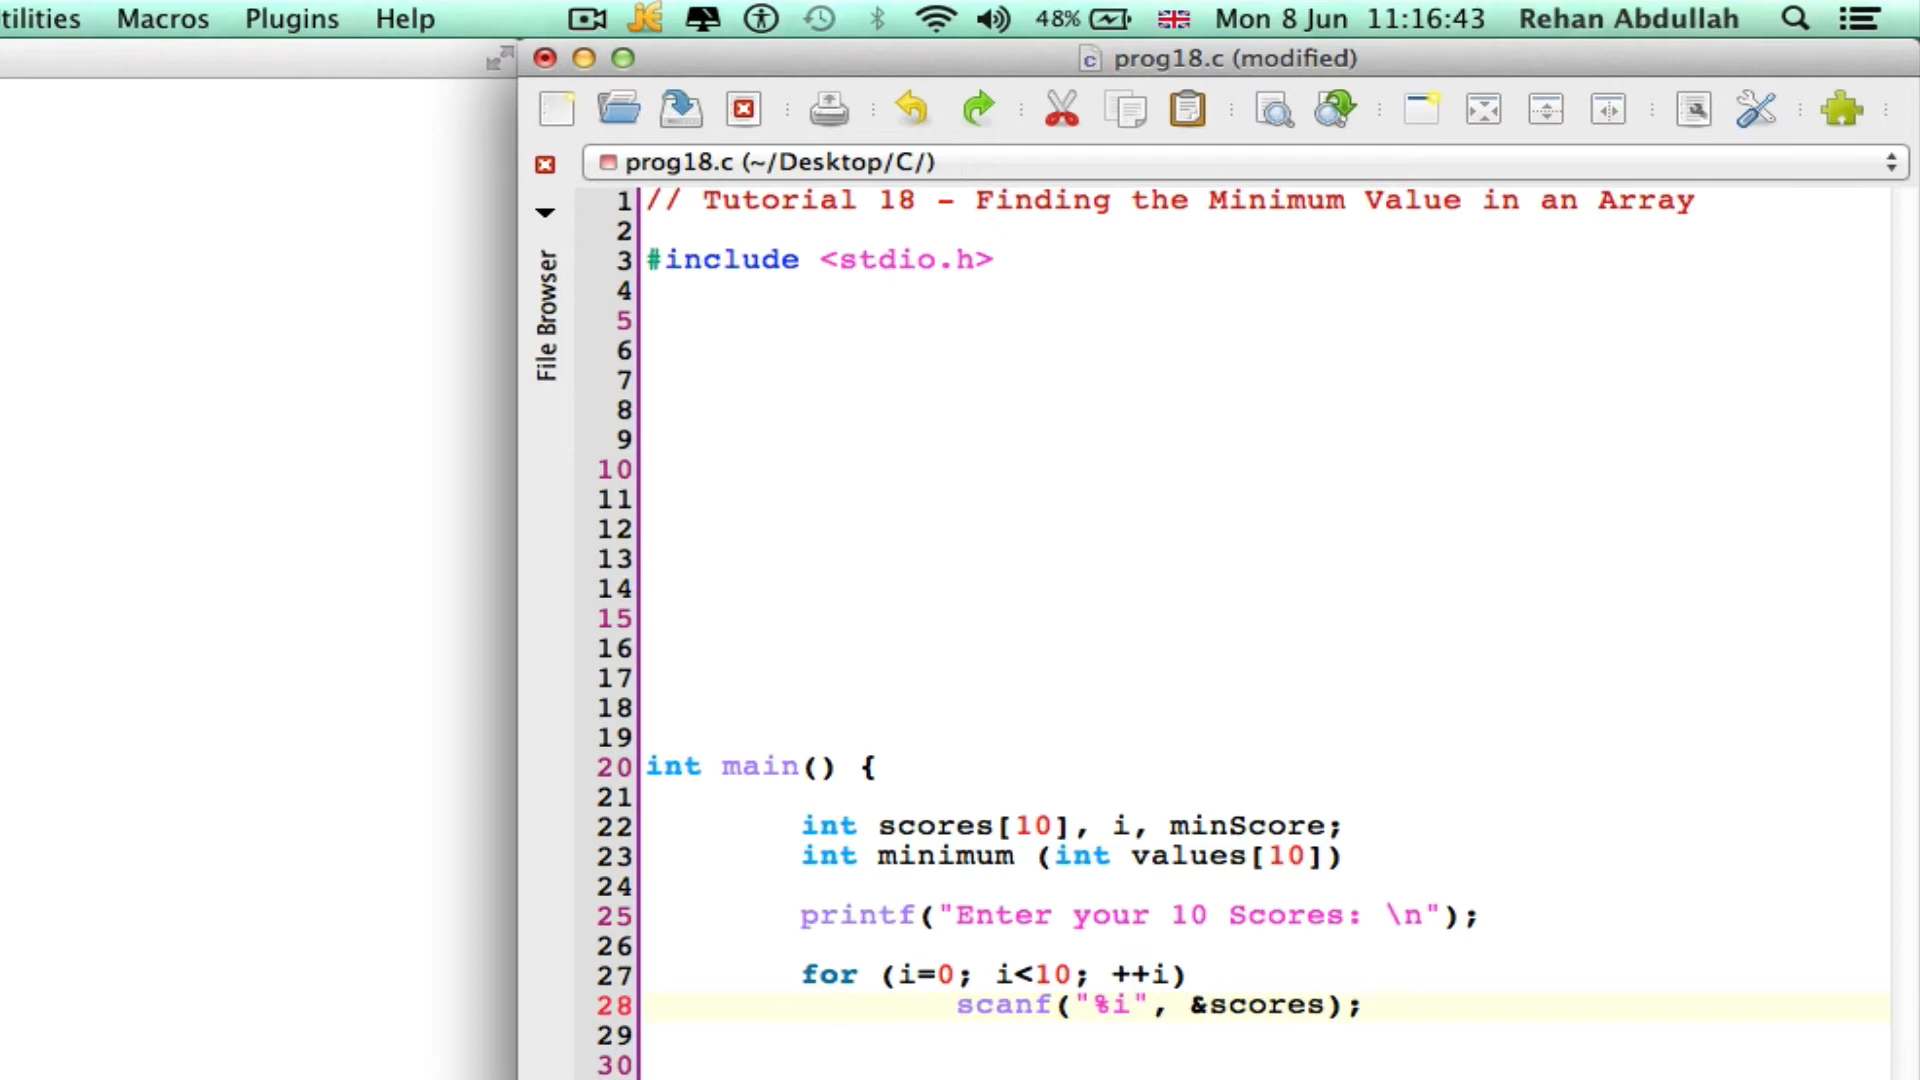 tilities Macros Plugins Help 48% Mon 8 Jun 11:16:43 Rehan Abdullah
prog18.c (modified)
prog18.c (~/Desktop/C/)
File Browser
1 // Tutorial 18 - Finding the Minimum Value in an Array
2
3 #include <stdio.h>
4
5
6
7
8
9
10
11
12
13
14
15
16
17
18
19
20 int main() {
21
22 int scores[10], i, minScore;
23 int minimum (int values[10])
24
25 printf("Enter your 10 Scores: \n");
26
27 for (i=0; i<10; ++i)
28 scanf("%i", &scores);
29
30